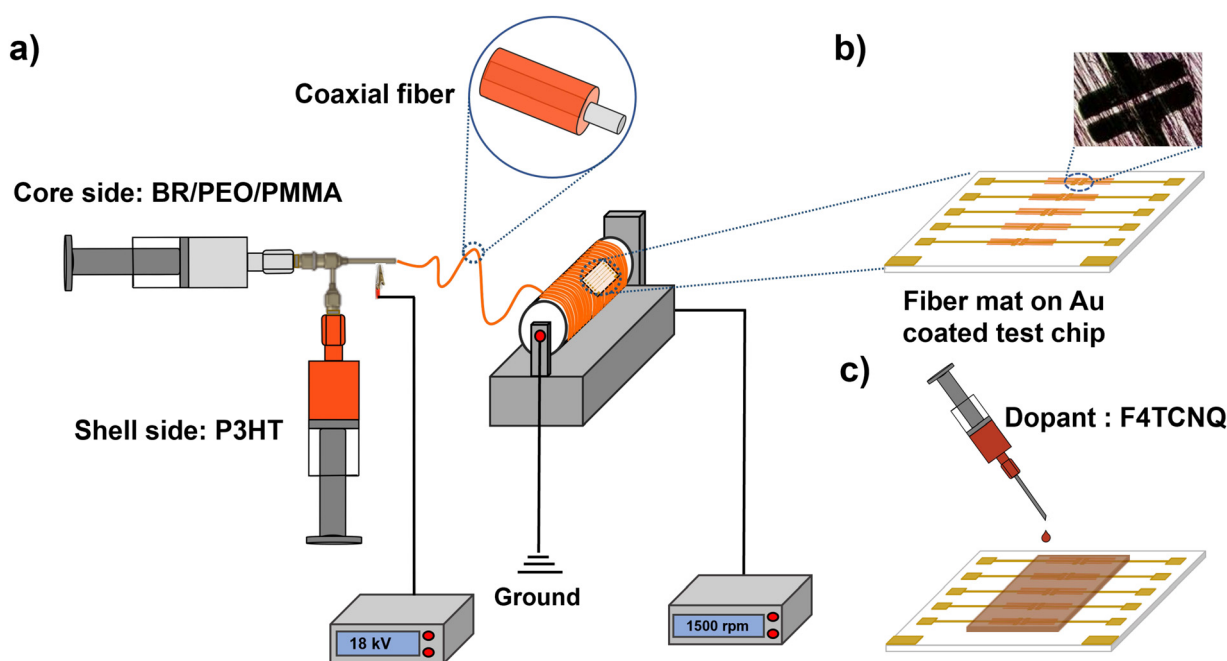 a)
Coaxial fiber
Core side: BR/PEO/PMMA
Shell side: P3HT
Ground
18 kV
1500 rpm
b)
Fiber mat on Au
coated test chip
c)
Dopant : F4TCNQ